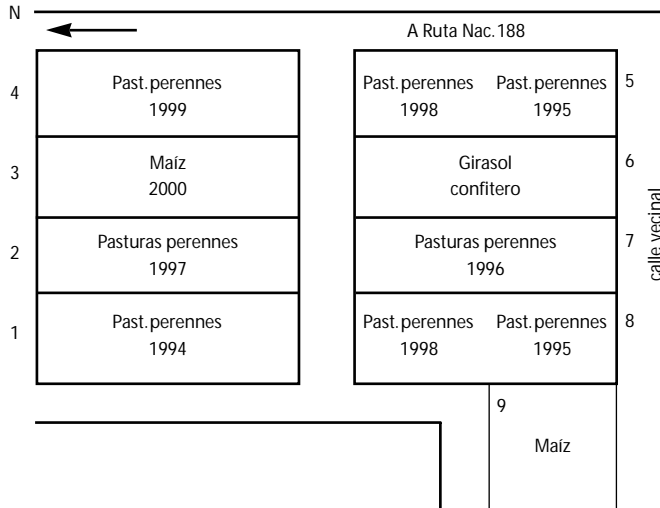 N
A Ruta Nac.188
4
Past.perennes
1999
Past.perennes
1998
Past.perennes
1995
5
3
Maíz
2000
Girasol
confitero
6
2
Pasturas perennes
1997
Pasturas perennes
1996
7
calle vecinal
1
Past.perennes
1994
Past.perennes
1998
Past.perennes
1995
8
9
Maíz